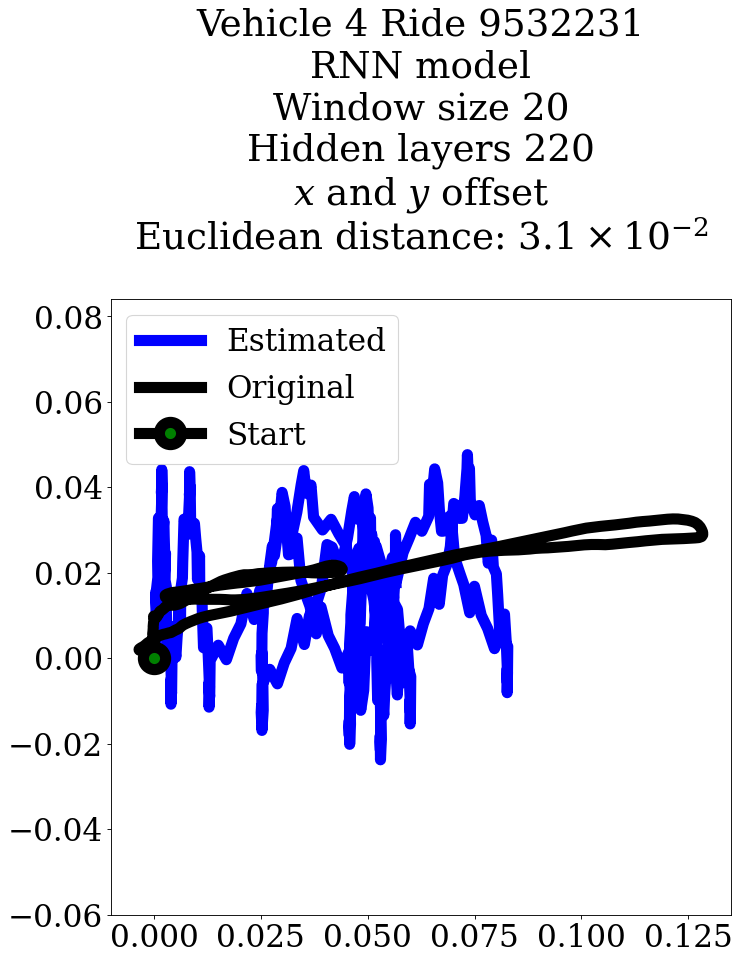 Vehicle 4 Ride 9532231
RNN model
Window size 20
Hidden layers 220
x and y offset
Euclidean distance: 3.1 × 10⁻²
0.08
0.06
0.04
0.02
0.00
−0.02
−0.04
−0.06
Estimated
Original
Start
0.000 0.025 0.050 0.075 0.100 0.125